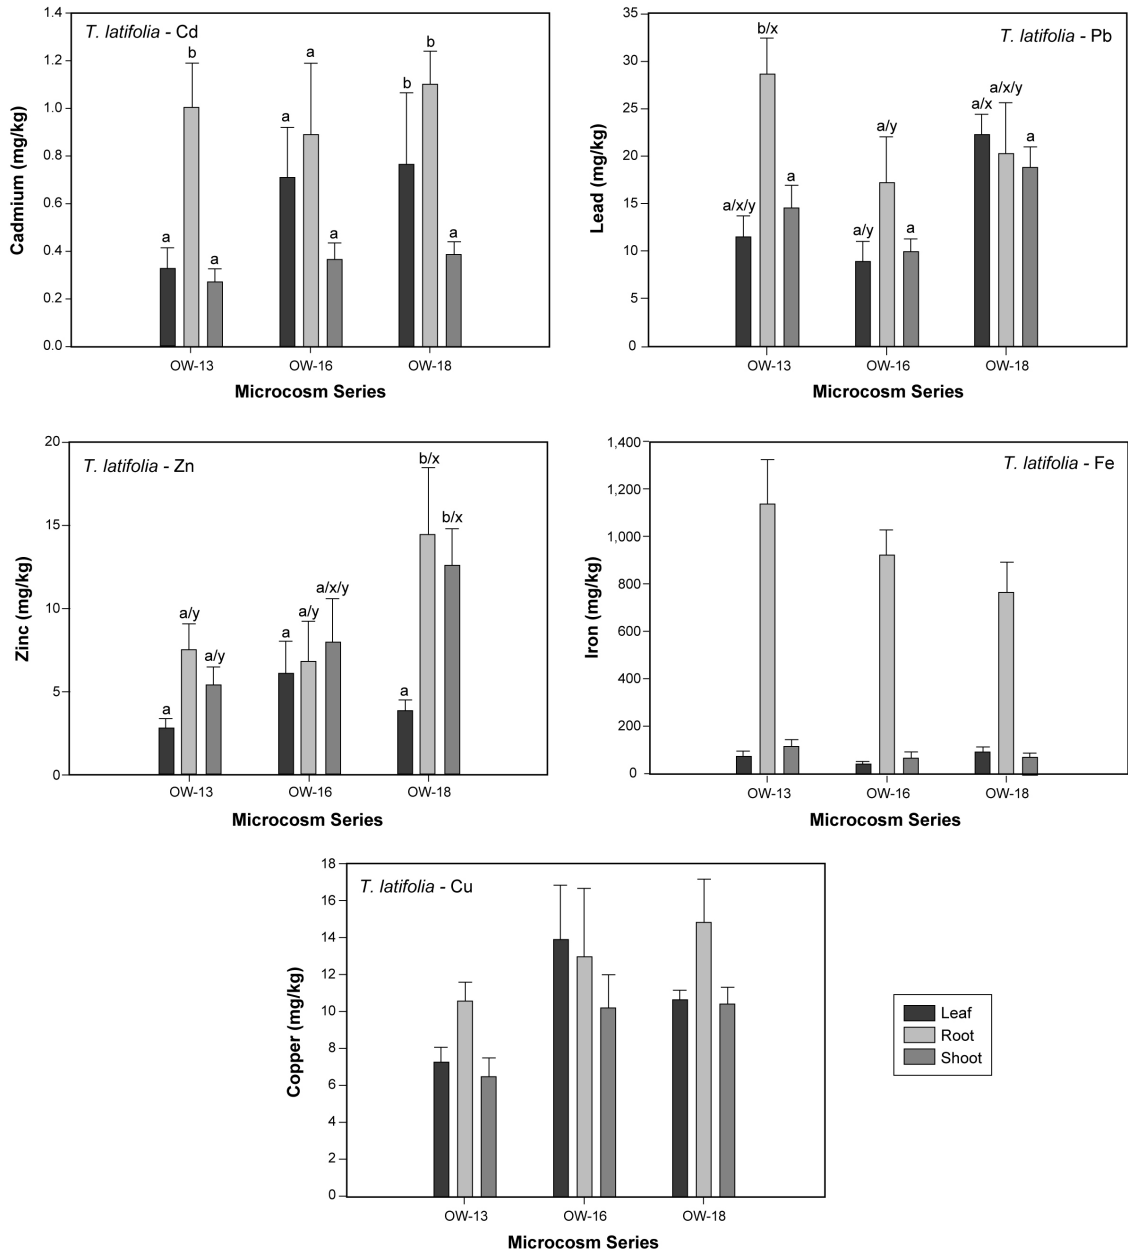 T. latifolia - Cd
Cadmium (mg/kg)
1.4
1.2
1.0
0.8
0.6
0.4
0.2
0.0
a
b
a
a
a
a
b
b
a
OW-13 OW-16 OW-18
Microcosm Series
T. latifolia - Pb
Lead (mg/kg)
35
30
25
20
15
10
5
0
a/x/y
b/x
a
a/y
a/y
a
a/x
a/x/y
a
OW-13 OW-16 OW-18
Microcosm Series
T. latifolia - Zn
Zinc (mg/kg)
20
15
10
5
0
a
a/y
a/y
a
a/y
a/x/y
a
b/x
b/x
OW-13 OW-16 OW-18
Microcosm Series
T. latifolia - Fe
Iron (mg/kg)
1,400
1,200
1,000
800
600
400
200
0
OW-13 OW-16 OW-18
Microcosm Series
T. latifolia - Cu
Copper (mg/kg)
18
16
14
12
10
8
6
4
2
0
OW-13 OW-16 OW-18
Microcosm Series
Leaf
Root
Shoot